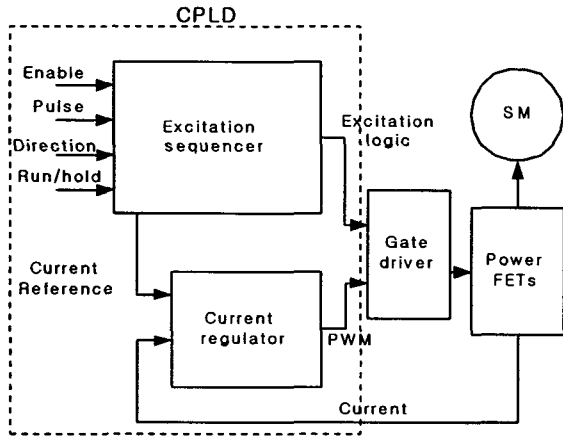 CPLD
Enable
Pulse
Direction
Run/hold
Excitation
sequencer
Excitation
logic
SM
Gate
driver
Power
FETs
Current
Reference
Current
regulator
PWM
Current